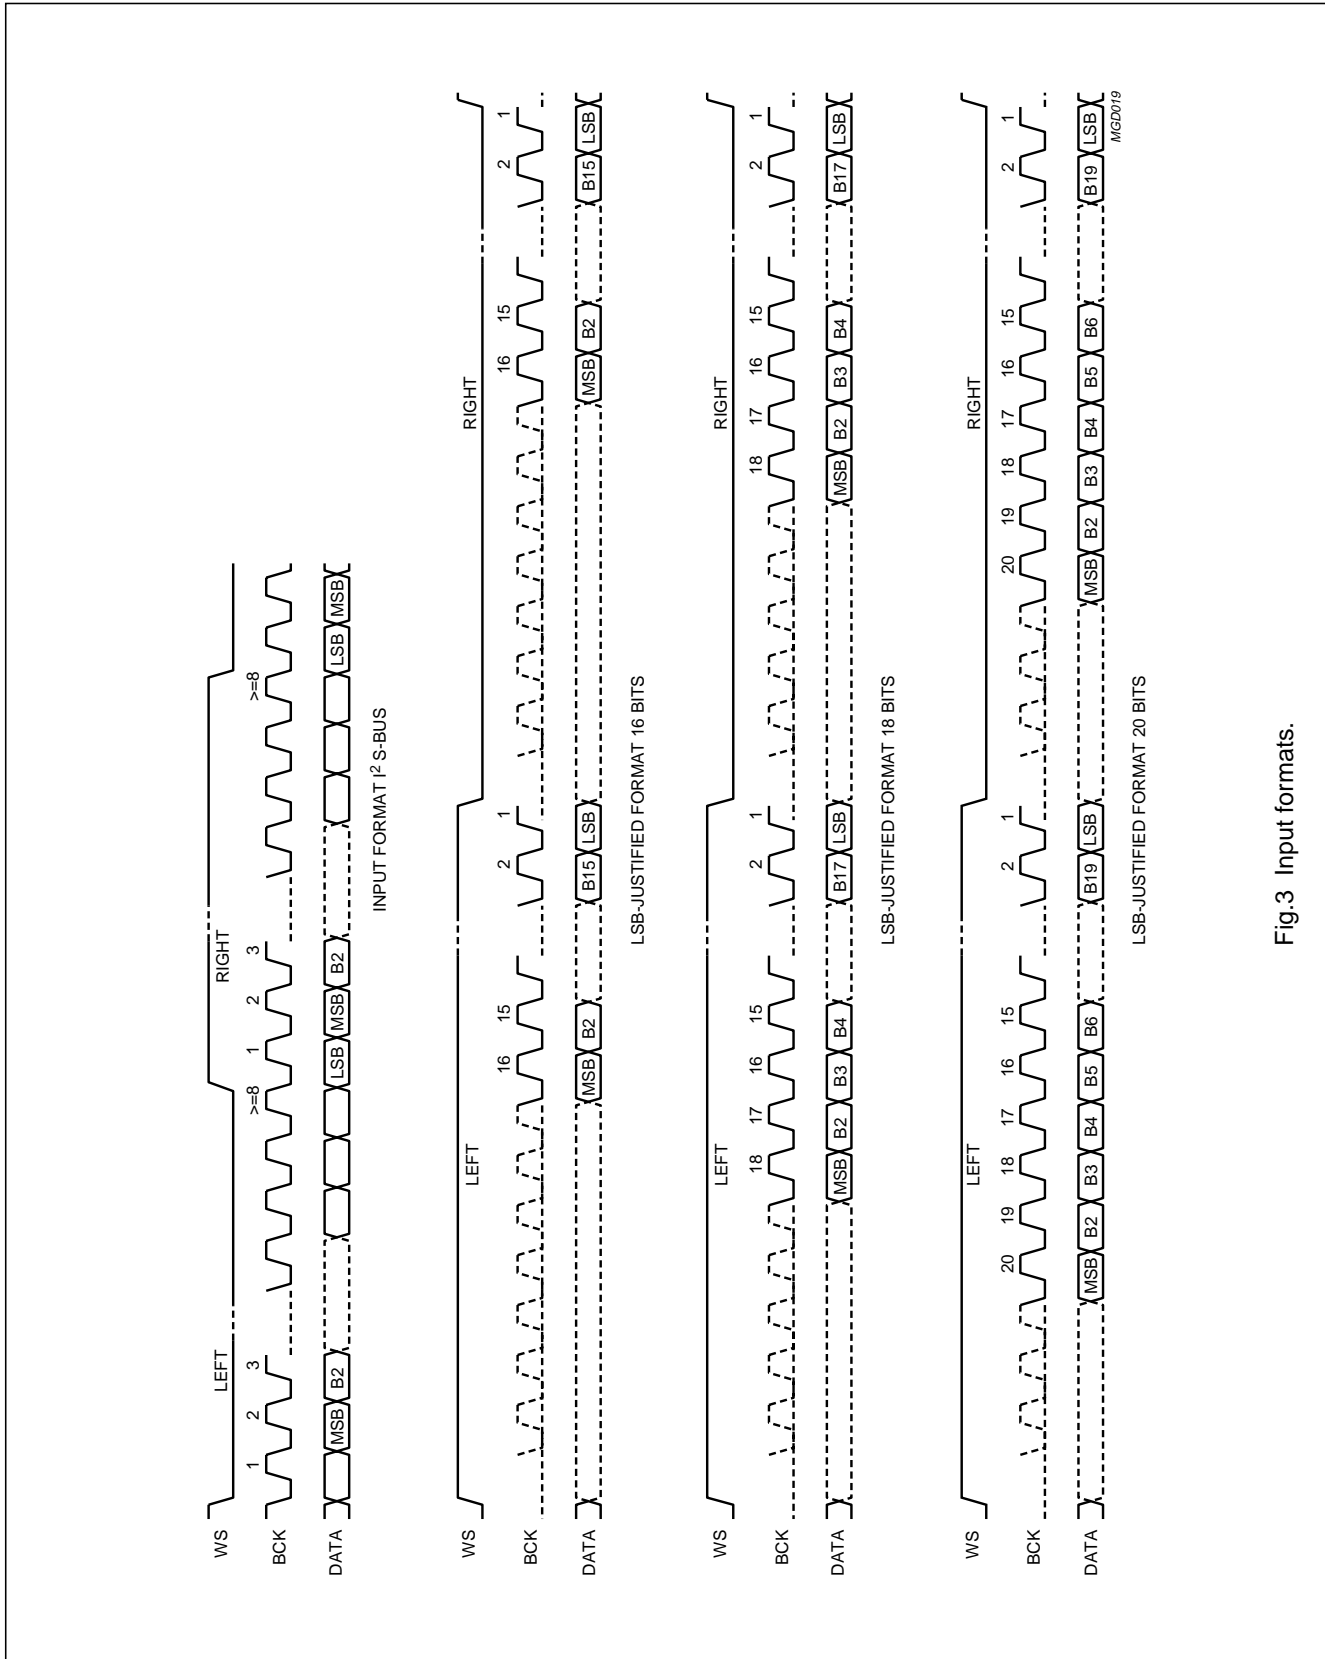 WS LEFT RIGHT
1 2 3 >=8 1 2 3 >=8
BCK
DATA MSB B2 LSB MSB B2 LSB MSB
INPUT FORMAT I² S-BUS
WS LEFT RIGHT
16 15 2 1 16 15 2 1
BCK
DATA MSB B2 B15 LSB MSB B2 B15 LSB
LSB-JUSTIFIED FORMAT 16 BITS
WS LEFT RIGHT
18 17 16 15 2 1 18 17 16 15 2 1
BCK
DATA MSB B2 B3 B4 B17 LSB MSB B2 B3 B4 B17 LSB
LSB-JUSTIFIED FORMAT 18 BITS
WS LEFT RIGHT
20 19 18 17 16 15 2 1 20 19 18 17 16 15 2 1
BCK
DATA MSB B2 B3 B4 B5 B6 B19 LSB MSB B2 B3 B4 B5 B6 B19 LSB
MGD019
LSB-JUSTIFIED FORMAT 20 BITS
Fig.3 Input formats.